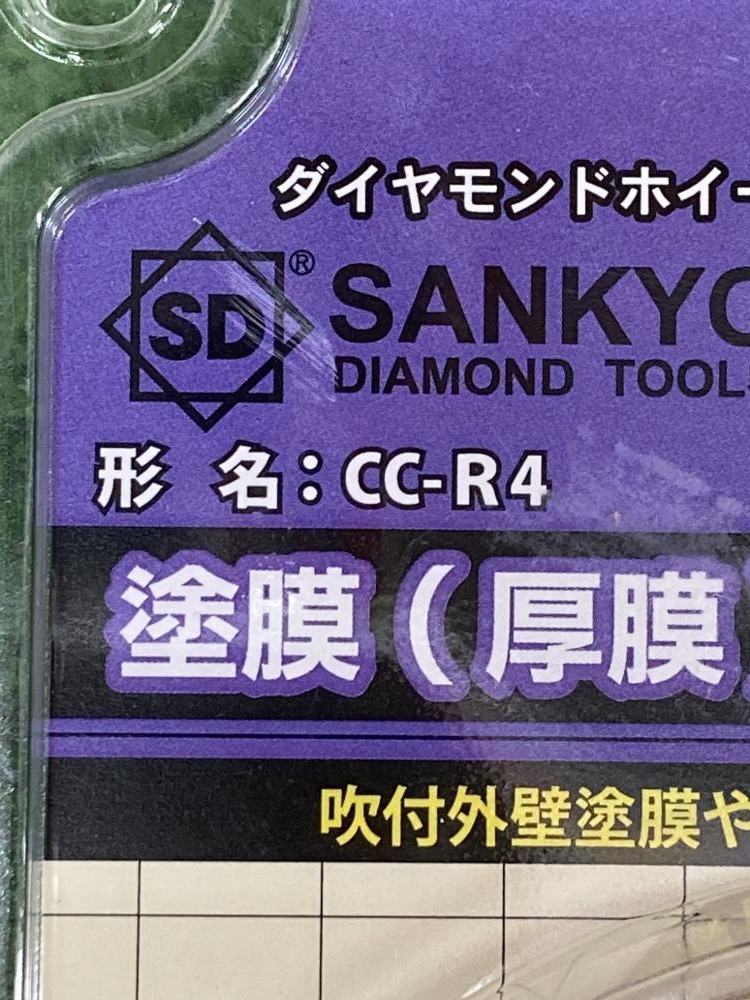 ダイヤモンドホイー
SD® SANKYO
DIAMOND TOOL
形 名：CC-R4
塗膜（厚膜
吹付外壁塗膜や